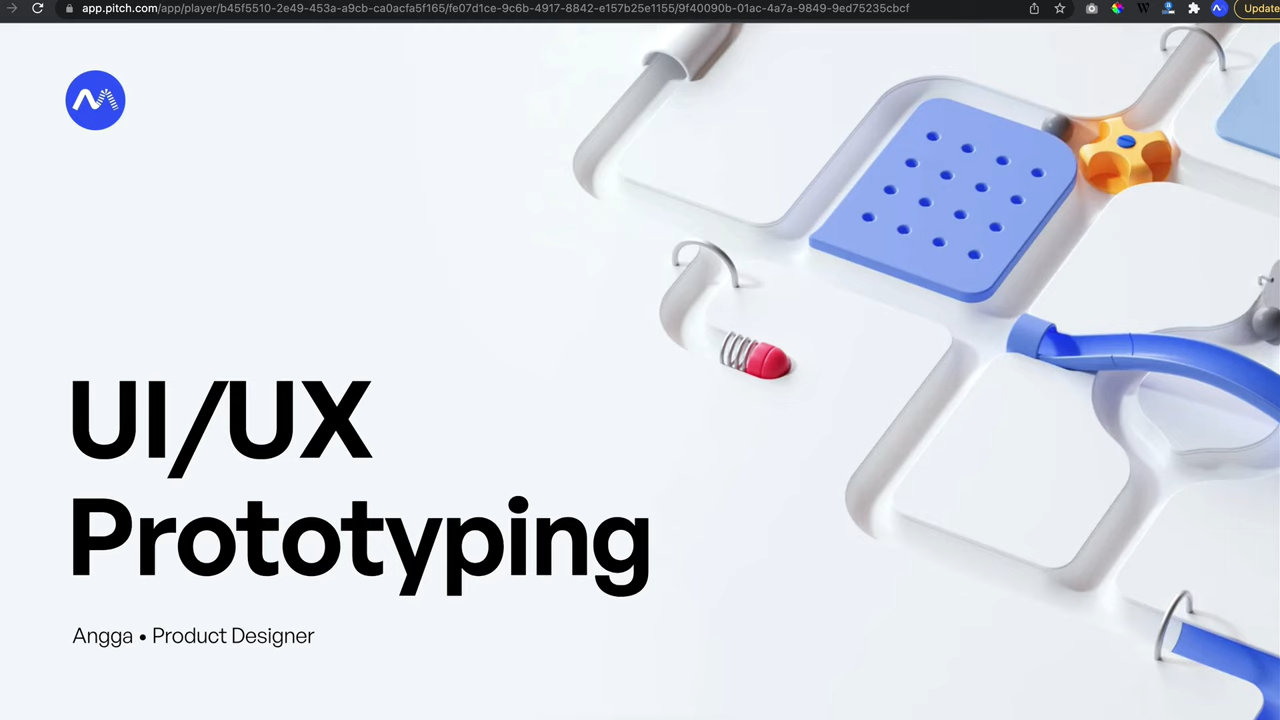 app.pitch.com/app/player/b45f5510-2e49-453a-a9cb-ca0acfa5f165/fe07d1ce-9c6b-4917-8842-e157b25e1155/9f40090b-01ac-4a7a-9849-9ed75235cbcf
Update
UI/UX
Prototyping
Angga • Product Designer